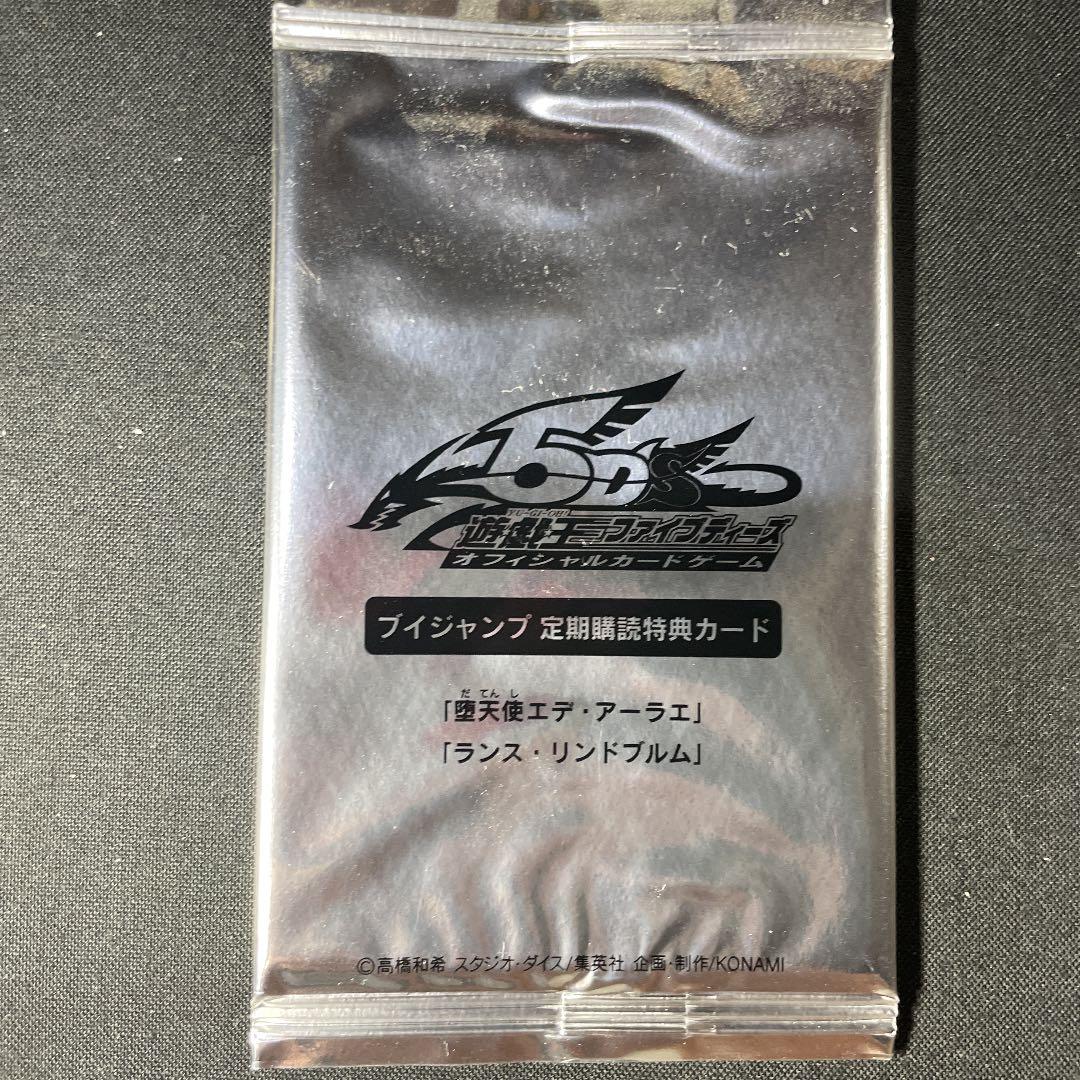 5D's
YU-GI-OH!
遊戯王ファイブディーズ
オフィシャルカードゲーム
ブイジャンプ 定期購読特典カード
だ てん し
「堕天使エデ・アーラエ」
「ランス・リンドブルム」
©高橋和希 スタジオ・ダイス/集英社 企画・制作/KONAMI